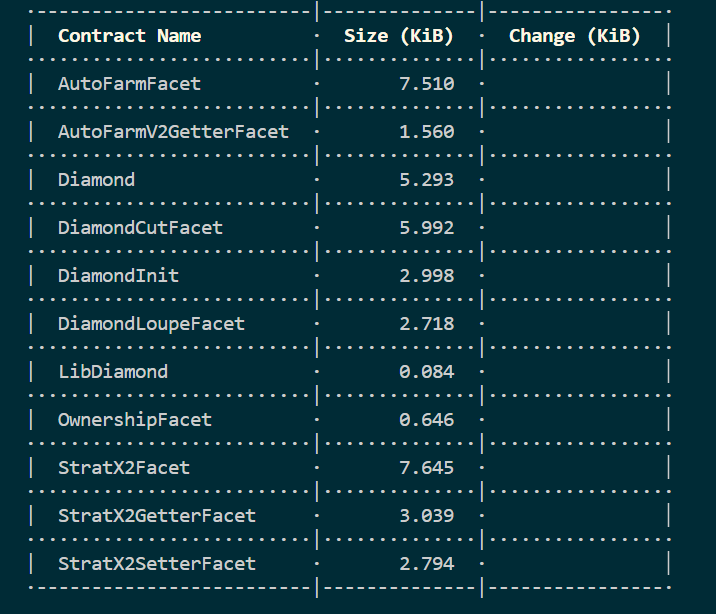 Contract Name · Size (KiB) · Change (KiB)
AutoFarmFacet · 7.510 ·
AutoFarmV2GetterFacet · 1.560 ·
Diamond · 5.293 ·
DiamondCutFacet · 5.992 ·
DiamondInit · 2.998 ·
DiamondLoupeFacet · 2.718 ·
LibDiamond · 0.084 ·
OwnershipFacet · 0.646 ·
StratX2Facet · 7.645 ·
StratX2GetterFacet · 3.039 ·
StratX2SetterFacet · 2.794 ·